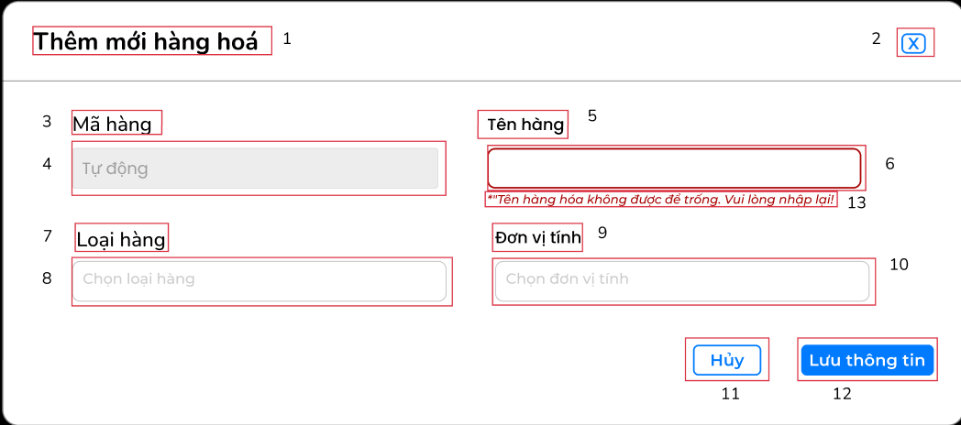 Thêm mới hàng hoá 1 2 X
3 Mã hàng Tên hàng 5
4 Tự động 6
*"Tên hàng hóa không được để trống. Vui lòng nhập lại! 13
7 Loại hàng Đơn vị tính 9
8 Chọn loại hàng Chọn đơn vị tính 10
Hủy Lưu thông tin
11 12